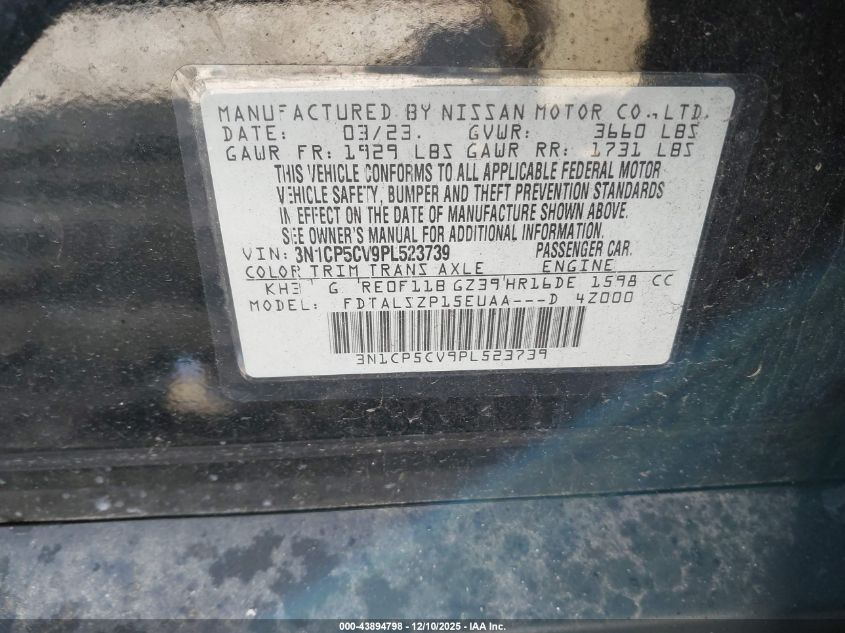 MANUFACTURED BY NISSAN MOTOR CO., LTD.
DATE: 03/23. GVWR: 3660 LBS
GAWR FR: 1929 LBS GAWR RR: 1731 LBS
THIS VEHICLE CONFORMS TO ALL APPLICABLE FEDERAL MOTOR
VEHICLE SAFETY, BUMPER AND THEFT PREVENTION STANDARDS
IN EFFECT ON THE DATE OF MANUFACTURE SHOWN ABOVE.
SEE OWNER'S MANUAL FOR ADDITIONAL INFORMATION.
VIN: 3N1CP5CV9PL523739 PASSENGER CAR.
COLOR TRIM TRANS AXLE ENGINE
KH3 G RE0F11B GZ39 HR16DE 1598 CC
MODEL: FDTALSZP15EUAA---D 4Z000
3N1CP5CV9PL523739
000-43894798 - 12/10/2025 - IAA Inc.